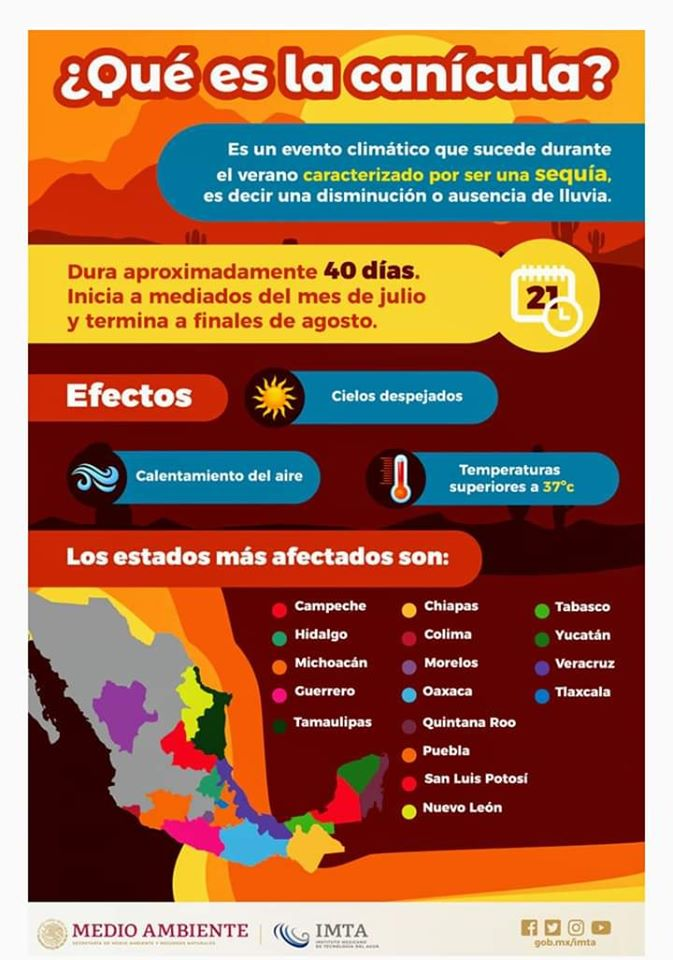 ¿Qué es la canícula?
Es un evento climático que sucede durante
el verano caracterizado por ser una sequía,
es decir una disminución o ausencia de lluvia.
Dura aproximadamente 40 días.
Inicia a mediados del mes de julio
y termina a finales de agosto.
21
Efectos
Cielos despejados
Calentamiento del aire
Temperaturas
superiores a 37°c
Los estados más afectados son:
Campeche
Hidalgo
Michoacán
Guerrero
Tamaulipas
Chiapas
Colima
Morelos
Oaxaca
Quintana Roo
Puebla
San Luis Potosí
Nuevo León
Tabasco
Yucatán
Veracruz
Tlaxcala
MEDIO AMBIENTE
SECRETARÍA DE MEDIO AMBIENTE Y RECURSOS NATURALES
IMTA
INSTITUTO MEXICANO
DE TECNOLOGÍA DEL AGUA
gob.mx/imta